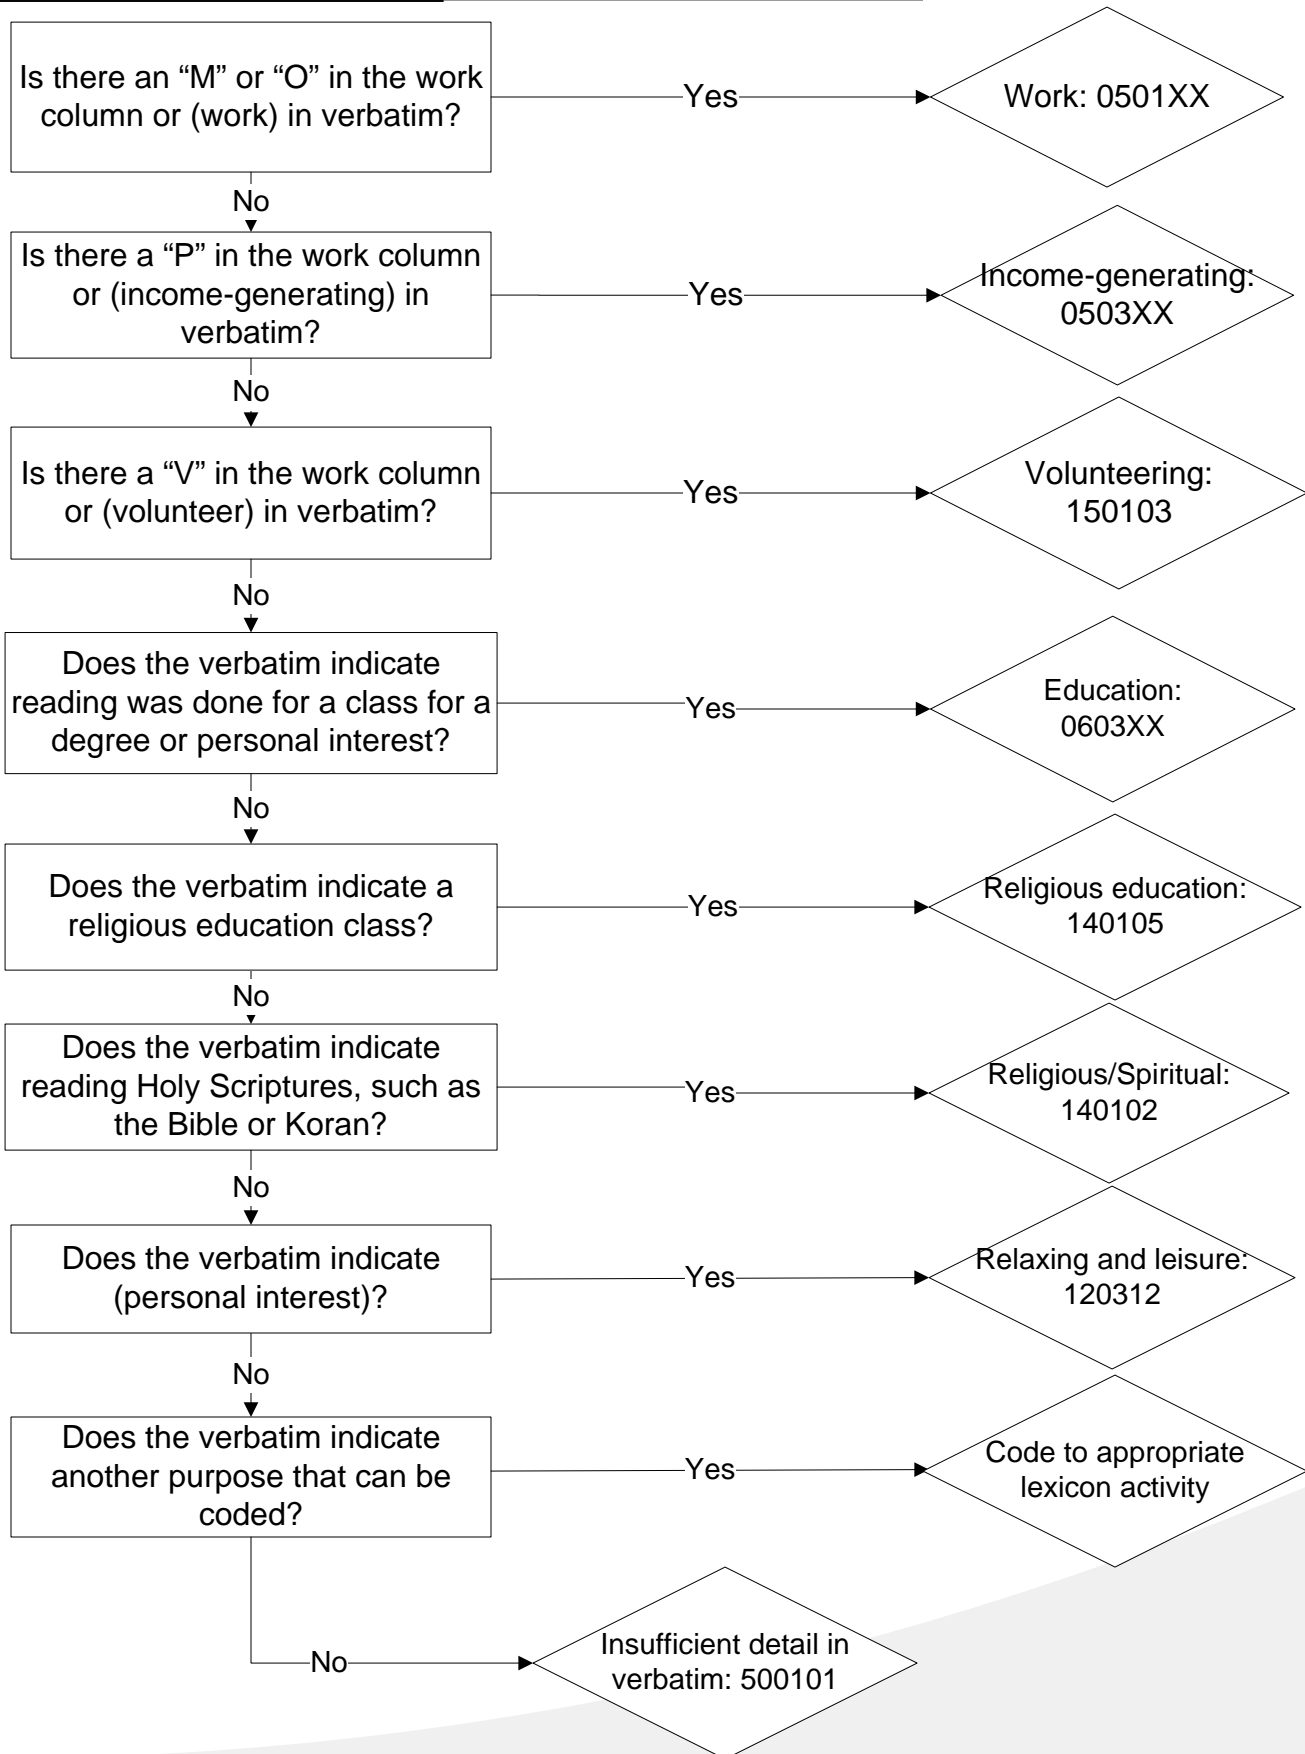 Is there an “M” or “O” in the work
column or (work) in verbatim?
Yes
Work: 0501XX
No
Is there a “P” in the work column
or (income-generating) in
verbatim?
Yes
Income-generating:
0503XX
No
Is there a “V” in the work column
or (volunteer) in verbatim?
Yes
Volunteering:
150103
No
Does the verbatim indicate
reading was done for a class for a
degree or personal interest?
Yes
Education:
0603XX
No
Does the verbatim indicate a
religious education class?
Yes
Religious education:
140105
No
Does the verbatim indicate
reading Holy Scriptures, such as
the Bible or Koran?
Yes
Religious/Spiritual:
140102
No
Does the verbatim indicate
(personal interest)?
Yes
Relaxing and leisure:
120312
No
Does the verbatim indicate
another purpose that can be
coded?
Yes
Code to appropriate
lexicon activity
No
Insufficient detail in
verbatim: 500101